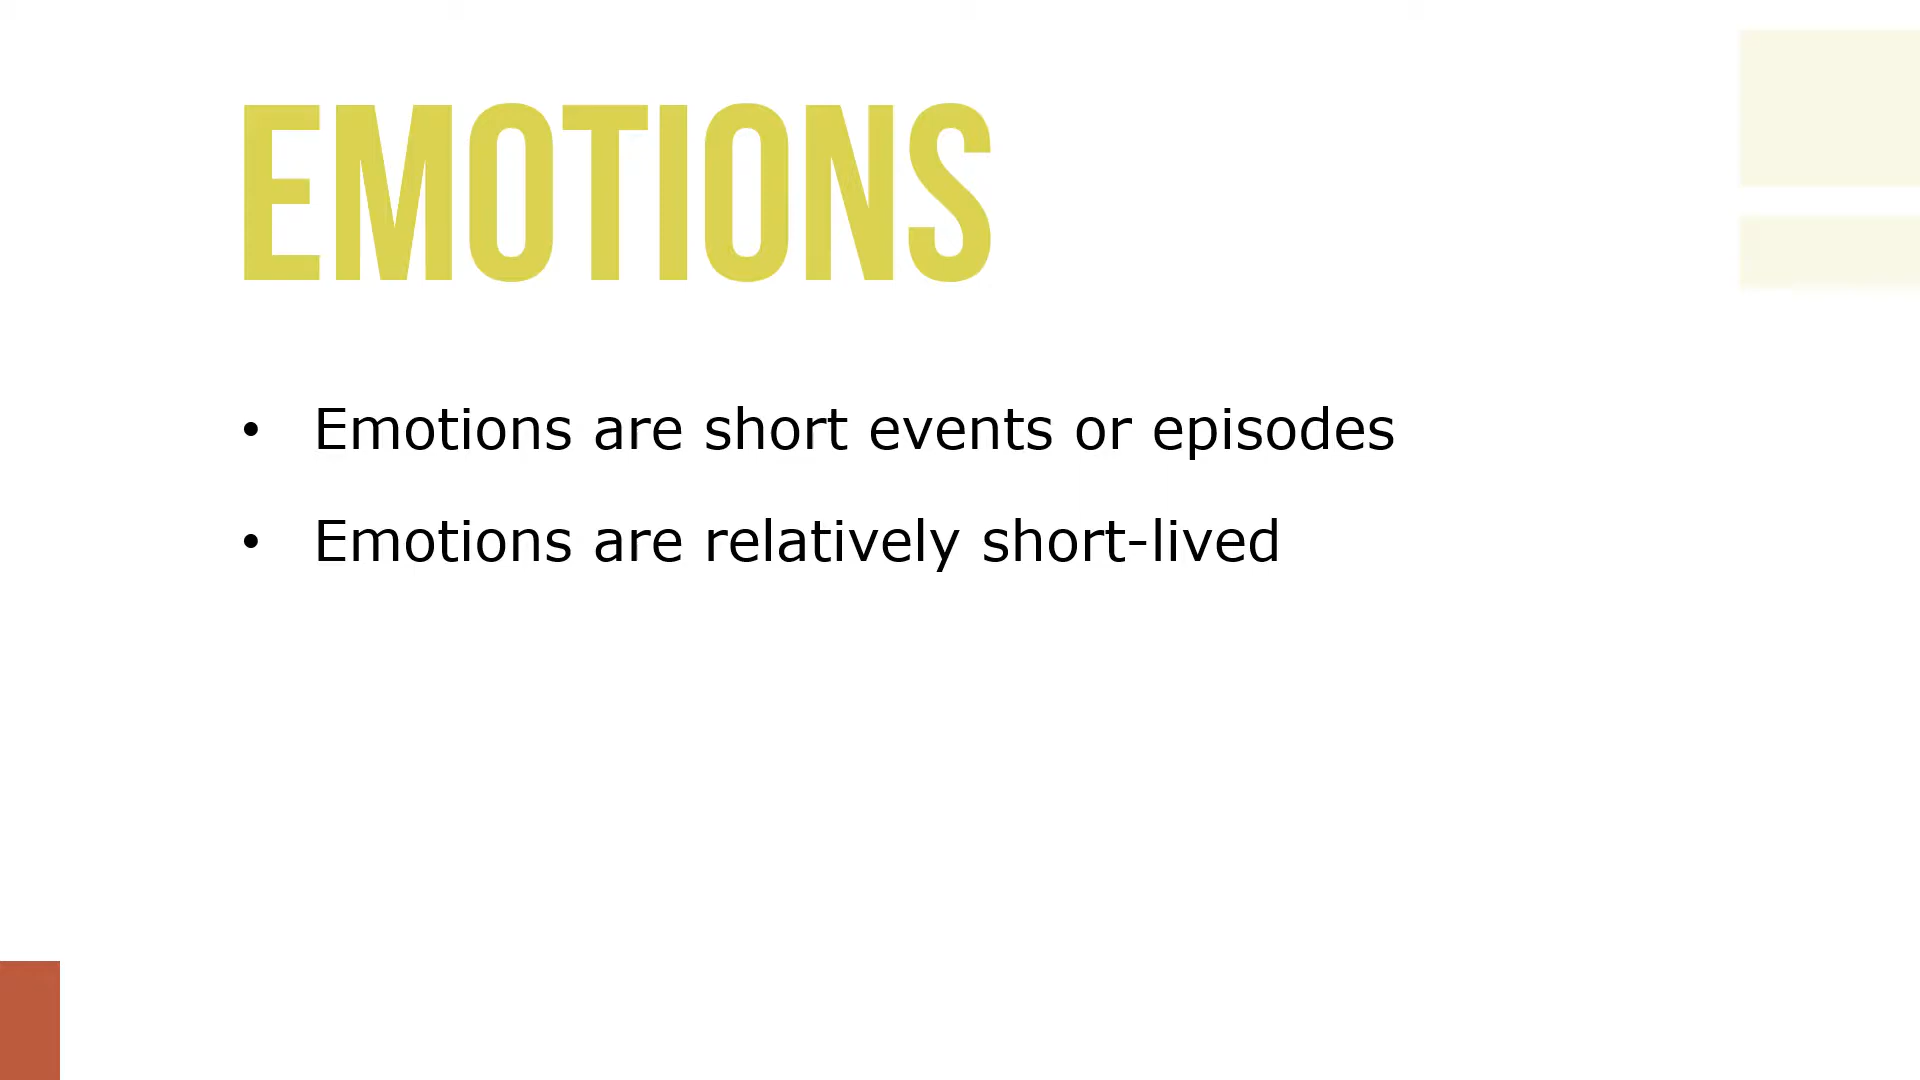 EMOTIONS
• Emotions are short events or episodes
• Emotions are relatively short-lived